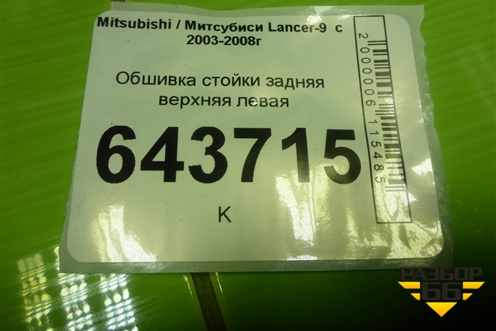 Mitsubishi / Митсубиси Lancer-9 с
2003-2008г
Обшивка стойки задняя
верхняя левая
643715
К
2000006115485
РАЗБОР
66